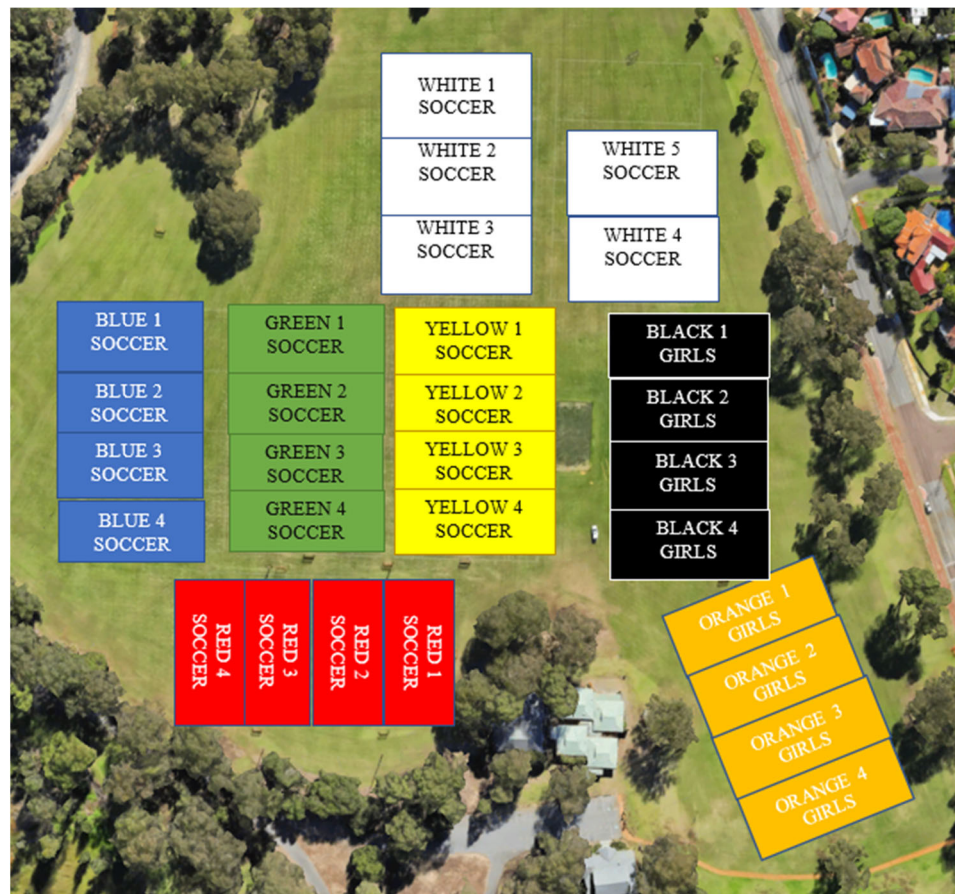 WHITE 1
SOCCER
WHITE 2
SOCCER
WHITE 3
SOCCER
WHITE 5
SOCCER
WHITE 4
SOCCER
BLUE 1
SOCCER
BLUE 2
SOCCER
BLUE 3
SOCCER
BLUE 4
SOCCER
GREEN 1
SOCCER
GREEN 2
SOCCER
GREEN 3
SOCCER
GREEN 4
SOCCER
YELLOW 1
SOCCER
YELLOW 2
SOCCER
YELLOW 3
SOCCER
YELLOW 4
SOCCER
BLACK 1
GIRLS
BLACK 2
GIRLS
BLACK 3
GIRLS
BLACK 4
GIRLS
RED 4
SOCCER
RED 3
SOCCER
RED 2
SOCCER
RED 1
SOCCER
ORANGE 1
GIRLS
ORANGE 2
GIRLS
ORANGE 3
GIRLS
ORANGE 4
GIRLS